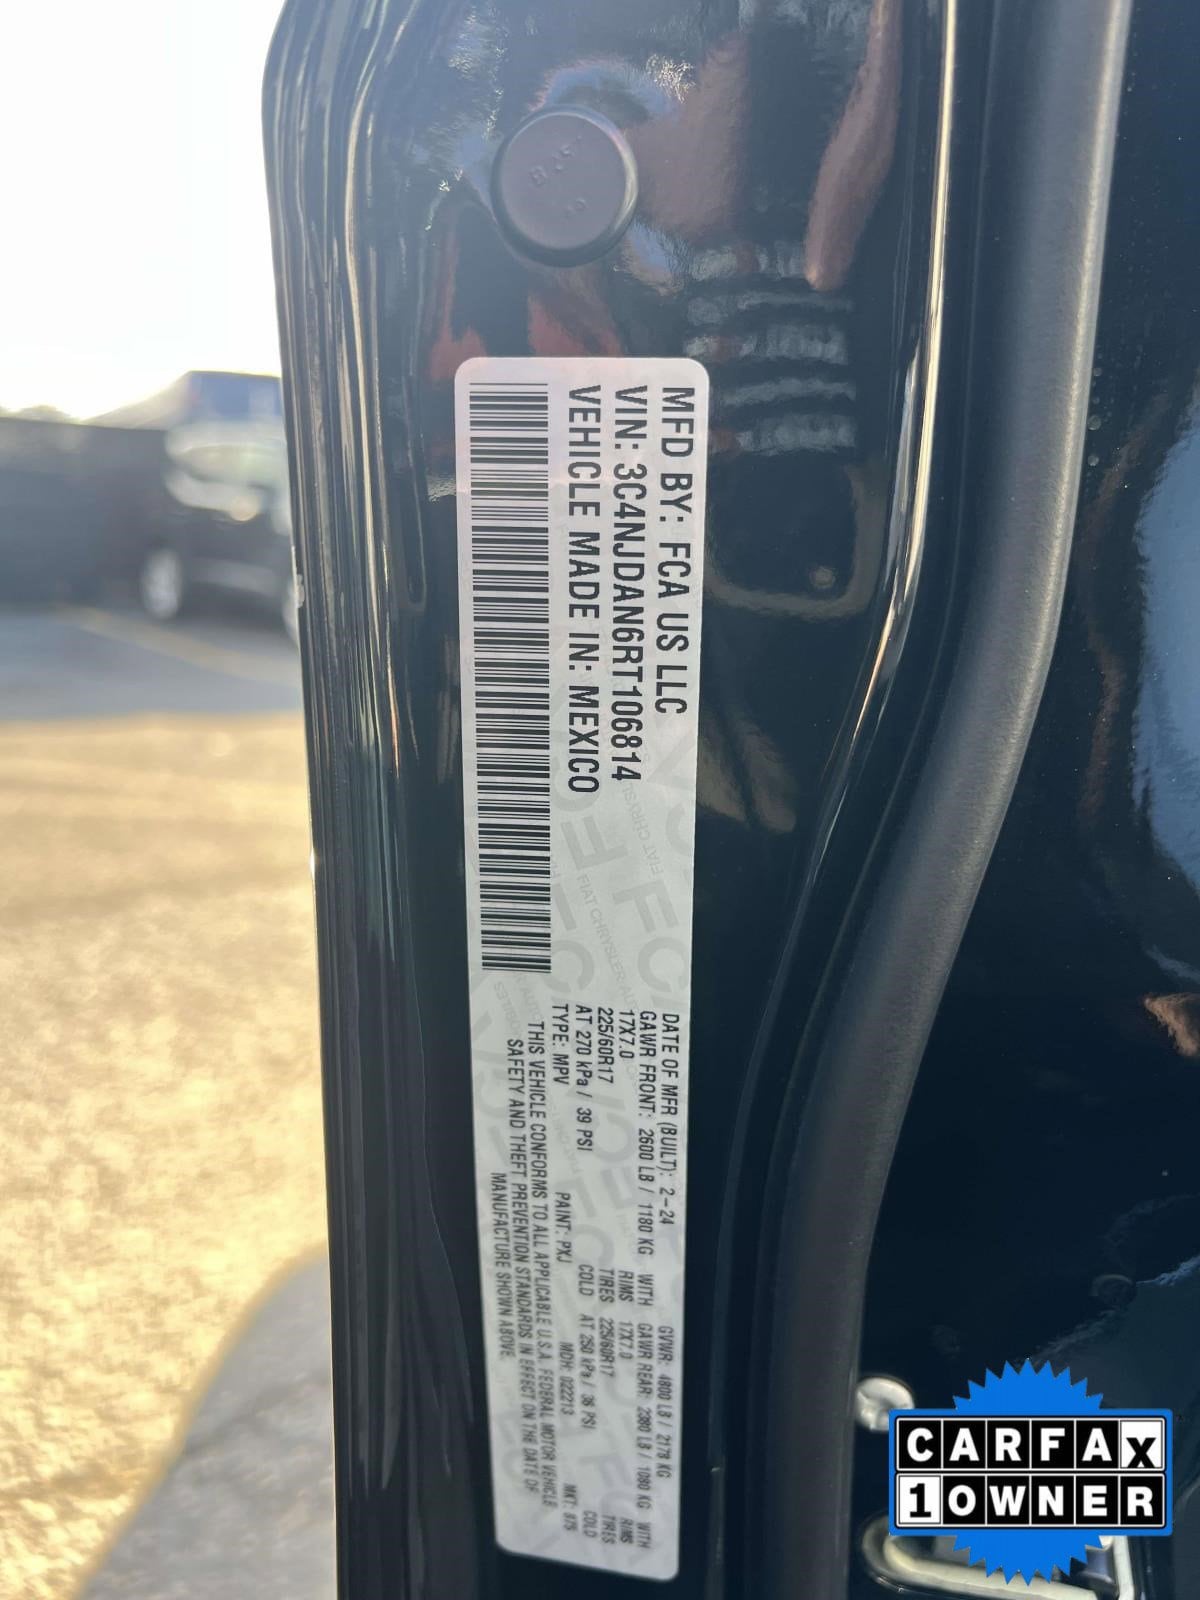 MFD BY: FCA US LLC
VIN: 3C4NJDAN6RT106814
VEHICLE MADE IN: MEXICO
DATE OF MFR (BUILT): 2-24 GVWR: 4800 LB / 2178 KG
GAWR FRONT: 2600 LB / 1180 KG WITH GAWR REAR: 2380 LB / 1080 KG WITH
17X7.0 RIMS 17X7.0 RIMS
225/60R17 TIRES 225/60R17 TIRES
AT 270 kPa / 39 PSI COLD AT 250 kPa / 36 PSI COLD
TYPE: MPV PAINT: PXJ MDH: 022213 MKT: 875
THIS VEHICLE CONFORMS TO ALL APPLICABLE U.S.A. FEDERAL MOTOR VEHICLE
SAFETY AND THEFT PREVENTION STANDARDS IN EFFECT ON THE DATE OF
MANUFACTURE SHOWN ABOVE.
CARFAX
1 OWNER